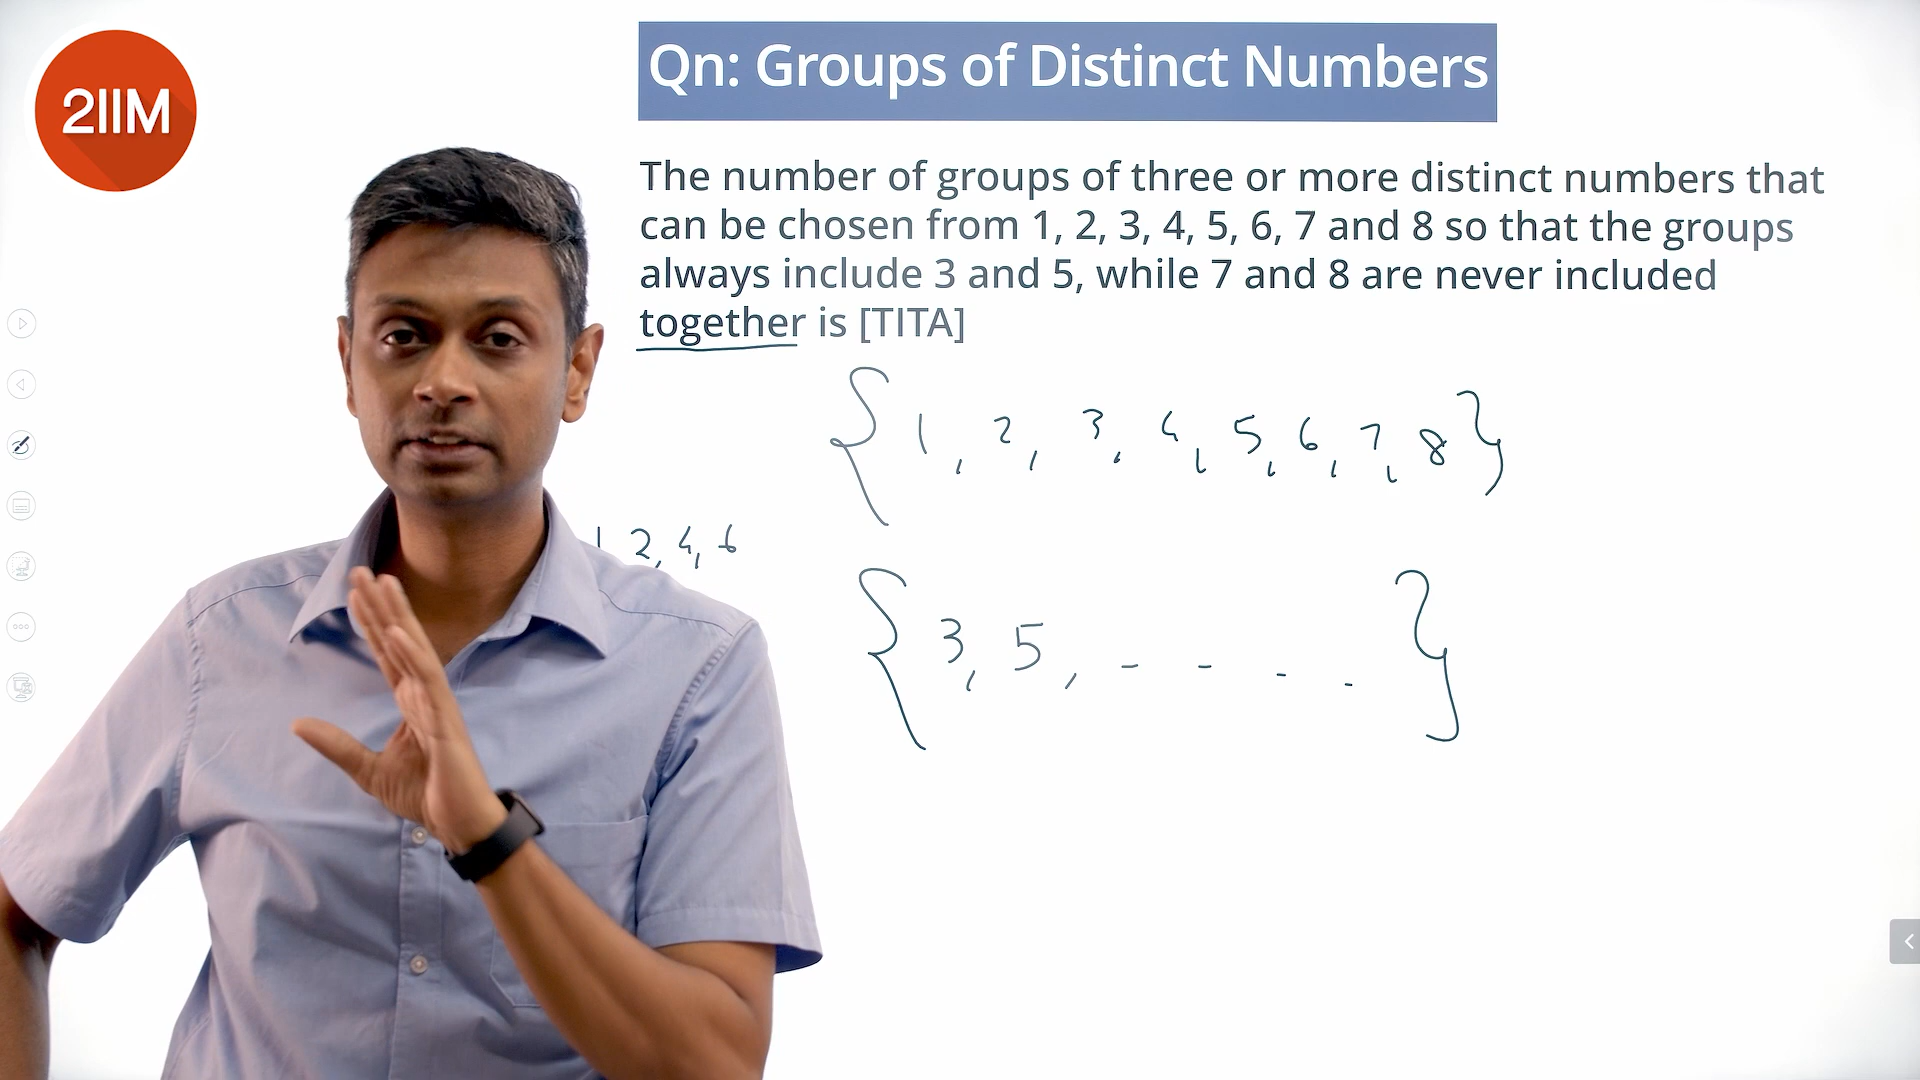 2IIM
Qn: Groups of Distinct Numbers
The number of groups of three or more distinct numbers that
can be chosen from 1, 2, 3, 4, 5, 6, 7 and 8 so that the groups
always include 3 and 5, while 7 and 8 are never included
together is [TITA]
{ 1, 2, 3, 4, 5, 6, 7, 8 }
1 2, 4, 6
{ 3, 5, - - - - }